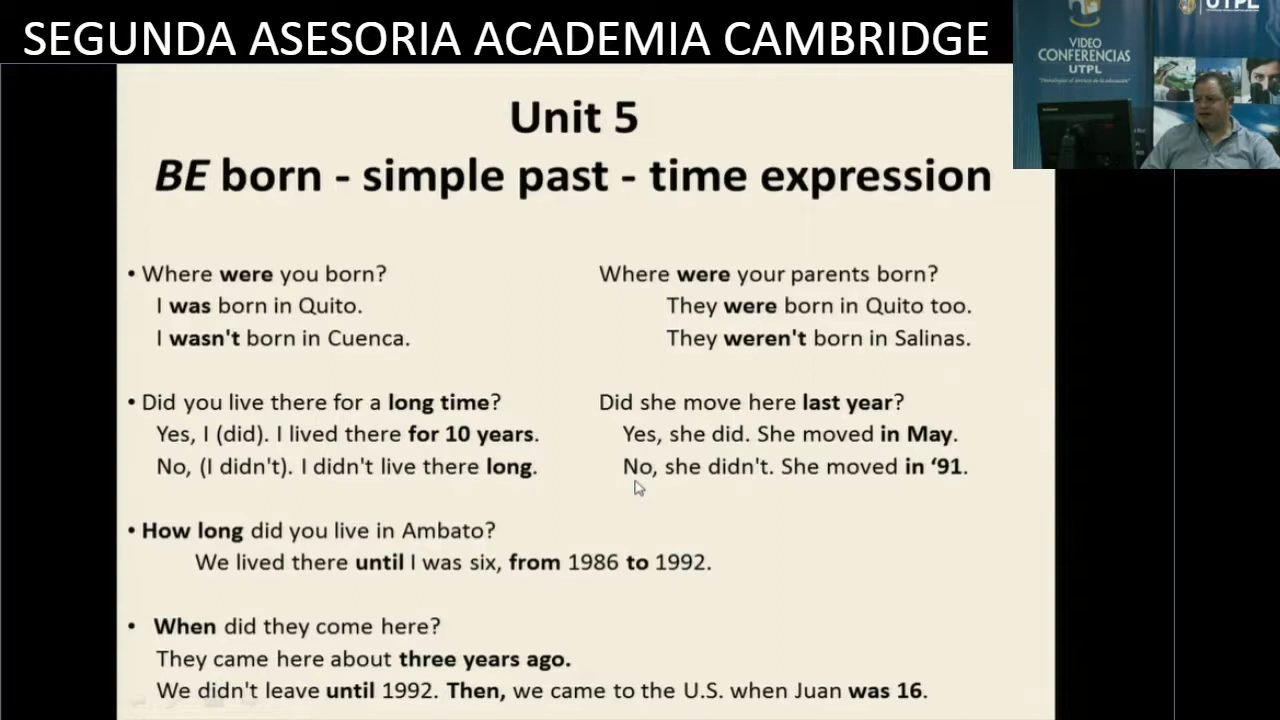 SEGUNDA ASESORIA ACADEMIA CAMBRIDGE
UTPL
VIDEO
CONFERENCIAS
UTPL
Unit 5
BE born - simple past - time expression
• Where were you born?
I was born in Quito.
I wasn't born in Cuenca.
Where were your parents born?
They were born in Quito too.
They weren't born in Salinas.
• Did you live there for a long time?
Yes, I (did). I lived there for 10 years.
No, (I didn't). I didn't live there long.
Did she move here last year?
Yes, she did. She moved in May.
No, she didn't. She moved in ‘91.
• How long did you live in Ambato?
We lived there until I was six, from 1986 to 1992.
• When did they come here?
They came here about three years ago.
We didn't leave until 1992. Then, we came to the U.S. when Juan was 16.